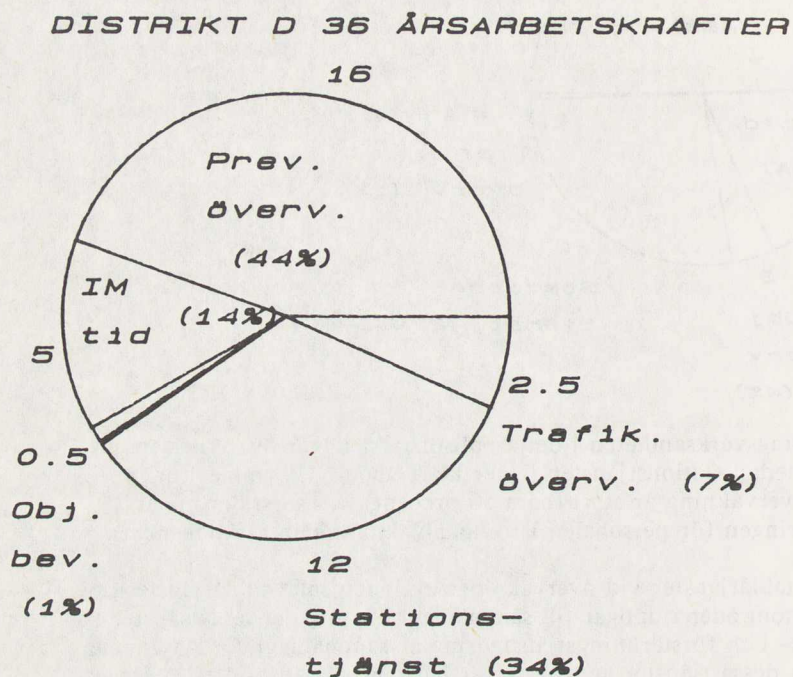 DISTRIKT D 36 ÅRSARBETSKRAFTER
16
Prev.
överv.
(44%)
IM
tid (14%)
5
2.5
Trafik.
överv. (7%)
0.5
Obj.
bev.
(1%)
12
Stations-
tjänst (34%)